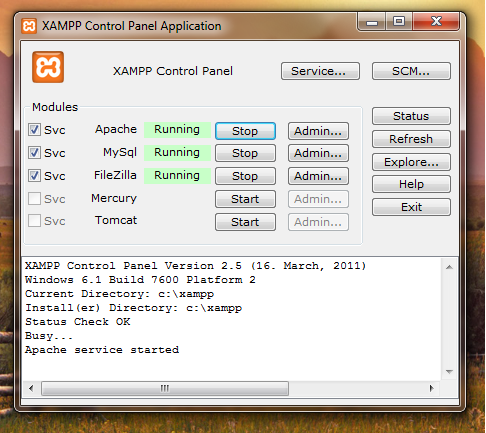 XAMPP Control Panel Application
XAMPP Control Panel Service... SCM...
Modules
Svc Apache Running Stop Admin...
Svc MySql Running Stop Admin...
Svc FileZilla Running Stop Admin...
Svc Mercury Start Admin...
Svc Tomcat Start Admin...
Status
Refresh
Explore...
Help
Exit
XAMPP Control Panel Version 2.5 (16. March, 2011)
Windows 6.1 Build 7600 Platform 2
Current Directory: c:\xampp
Install(er) Directory: c:\xampp
Status Check OK
Busy...
Apache service started